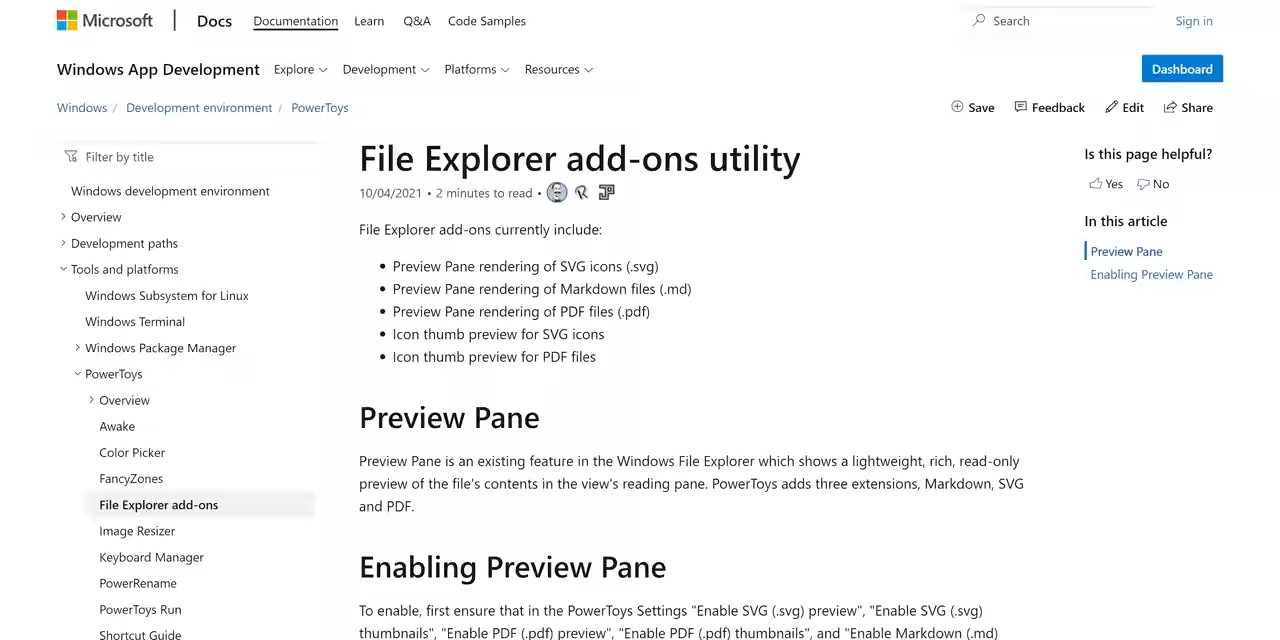 Microsoft Docs Documentation Learn Q&A Code Samples Search Sign in
Windows App Development Explore Development Platforms Resources Dashboard
Windows / Development environment / PowerToys Save Feedback Edit Share
Filter by title
Windows development environment
Overview
Development paths
Tools and platforms
Windows Subsystem for Linux
Windows Terminal
Windows Package Manager
PowerToys
Overview
Awake
Color Picker
FancyZones
File Explorer add-ons
Image Resizer
Keyboard Manager
PowerRename
PowerToys Run
Shortcut Guide
File Explorer add-ons utility
10/04/2021 • 2 minutes to read •
File Explorer add-ons currently include:
• Preview Pane rendering of SVG icons (.svg)
• Preview Pane rendering of Markdown files (.md)
• Preview Pane rendering of PDF files (.pdf)
• Icon thumb preview for SVG icons
• Icon thumb preview for PDF files
Preview Pane
Preview Pane is an existing feature in the Windows File Explorer which shows a lightweight, rich, read-only
preview of the file's contents in the view's reading pane. PowerToys adds three extensions, Markdown, SVG
and PDF.
Enabling Preview Pane
To enable, first ensure that in the PowerToys Settings "Enable SVG (.svg) preview", "Enable SVG (.svg)
thumbnails", "Enable PDF (.pdf) preview", "Enable PDF (.pdf) thumbnails", and "Enable Markdown (.md)
Is this page helpful?
Yes No
In this article
Preview Pane
Enabling Preview Pane